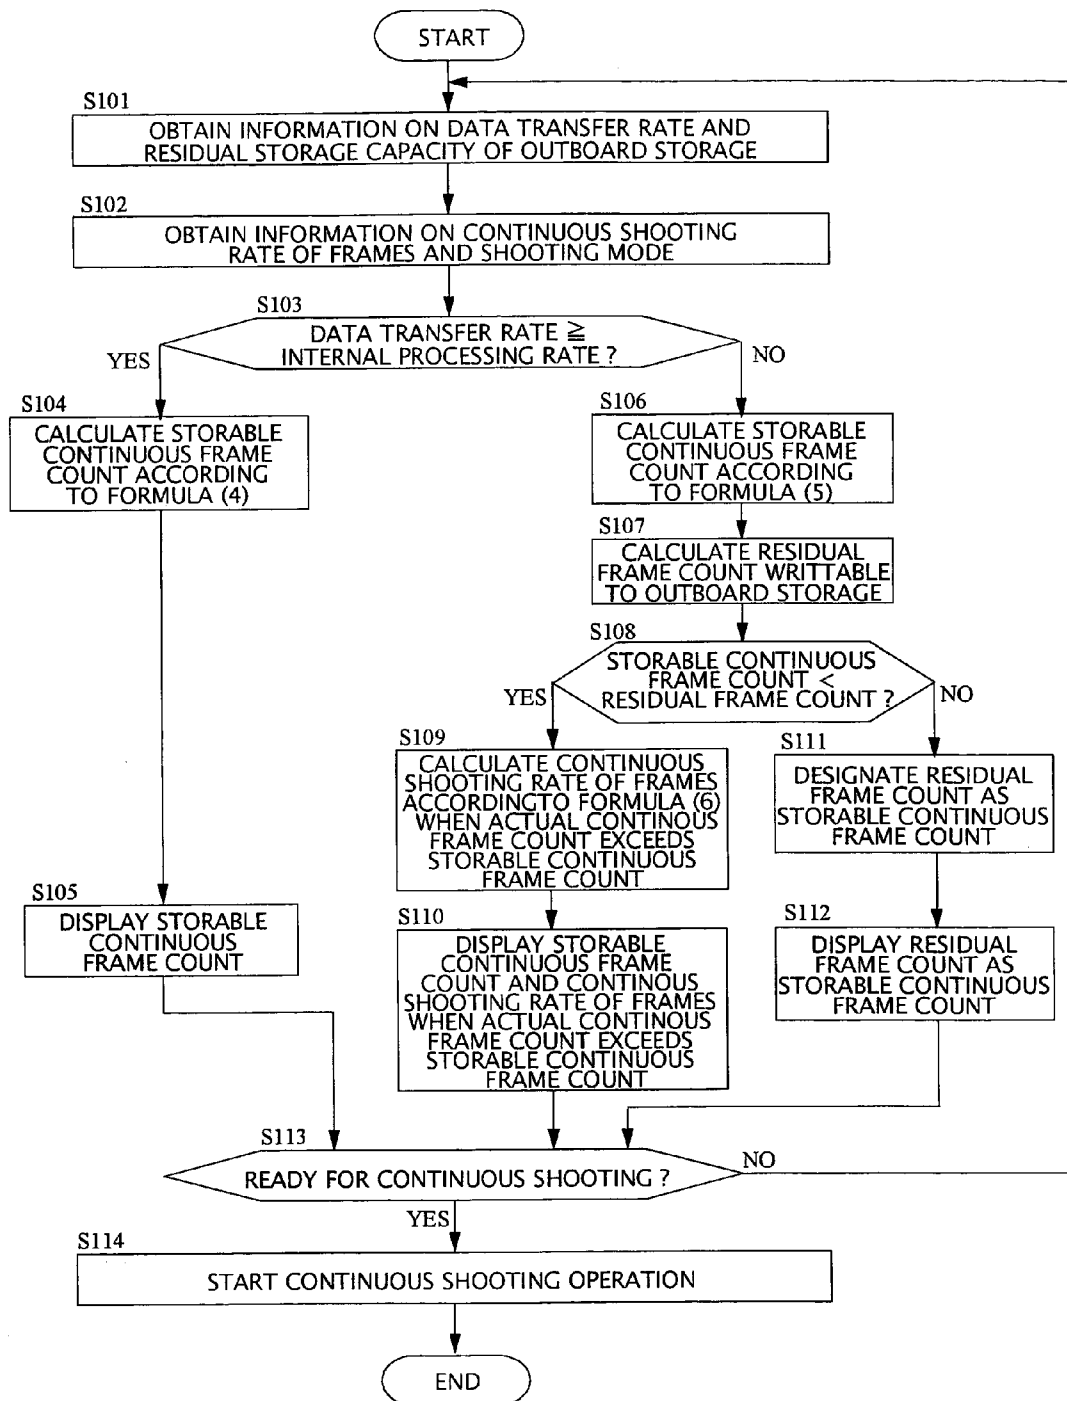 START
S101
OBTAIN INFORMATION ON DATA TRANSFER RATE AND
RESIDUAL STORAGE CAPACITY OF OUTBOARD STORAGE
S102
OBTAIN INFORMATION ON CONTINUOUS SHOOTING
RATE OF FRAMES AND SHOOTING MODE
S103
DATA TRANSFER RATE ≧
INTERNAL PROCESSING RATE ?
YES
NO
S104
CALCULATE STORABLE
CONTINUOUS FRAME
COUNT ACCORDING
TO FORMULA (4)
S106
CALCULATE STORABLE
CONTINUOUS FRAME
COUNT ACCORDING
TO FORMULA (5)
S107
CALCULATE RESIDUAL
FRAME COUNT WRITTABLE
TO OUTBOARD STORAGE
S108
STORABLE CONTINUOUS
FRAME COUNT <
RESIDUAL FRAME COUNT ?
YES
NO
S109
CALCULATE CONTINUOUS
SHOOTING RATE OF FRAMES
ACCORDINGTO FORMULA (6)
WHEN ACTUAL CONTINOUS
FRAME COUNT EXCEEDS
STORABLE CONTINUOUS
FRAME COUNT
S111
DESIGNATE RESIDUAL
FRAME COUNT AS
STORABLE CONTINUOUS
FRAME COUNT
S105
DISPLAY STORABLE
CONTINUOUS
FRAME COUNT
S110
DISPLAY STORABLE
CONTINUOUS FRAME
COUNT AND CONTINOUS
SHOOTING RATE OF FRAMES
WHEN ACTUAL CONTINOUS
FRAME COUNT EXCEEDS
STORABLE CONTINUOUS
FRAME COUNT
S112
DISPLAY RESIDUAL
FRAME COUNT AS
STORABLE CONTINUOUS
FRAME COUNT
S113
READY FOR CONTINUOUS SHOOTING ?
NO
YES
S114
START CONTINUOUS SHOOTING OPERATION
END